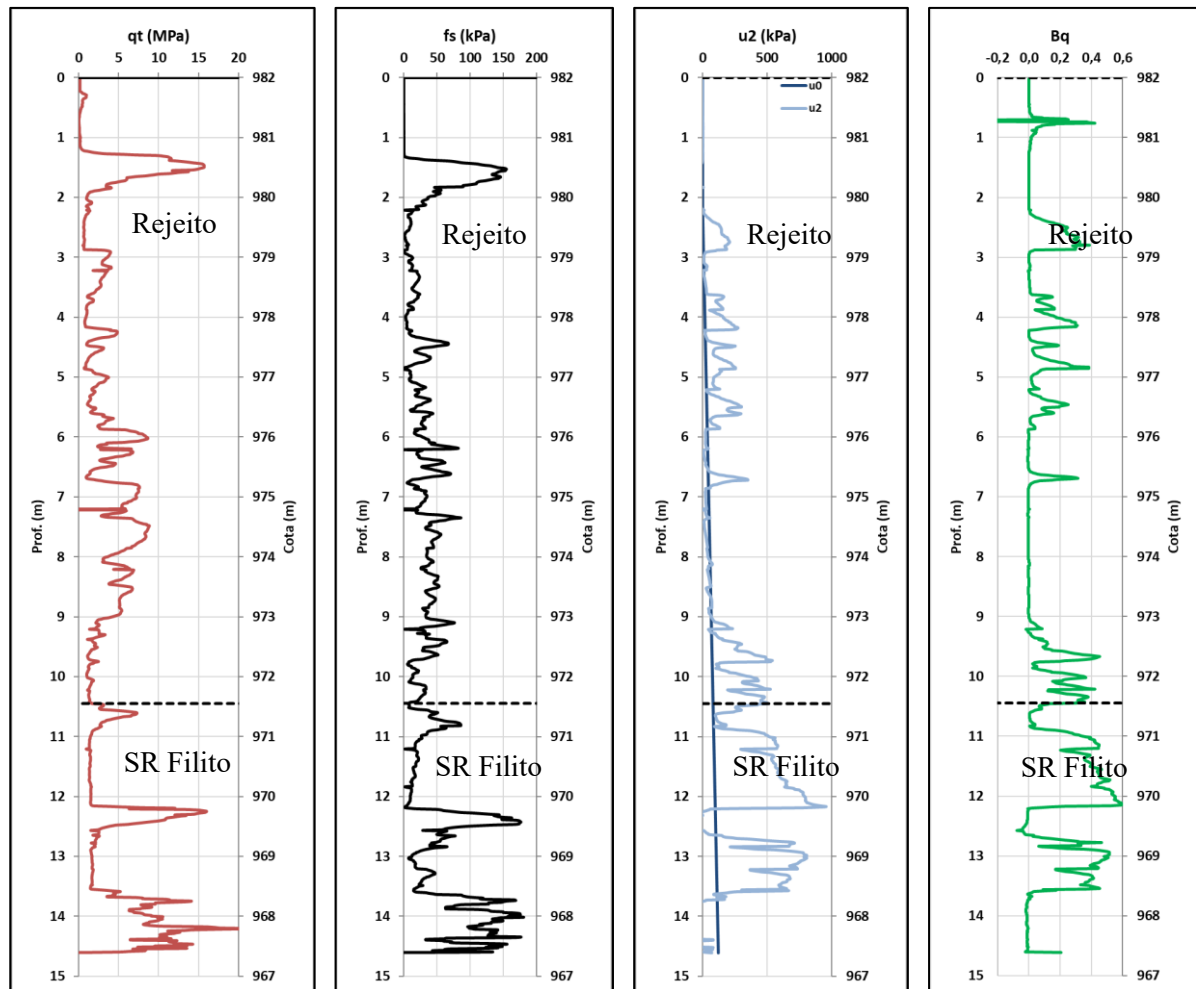 qt (MPa)
0 5 10 15 20
0 982
1 981
2 980
Rejeito
3 979
4 978
5 977
6 976
7 975
Prof. (m) Cota (m)
8 974
9 973
10 972
11 971
SR Filito
12 970
13 969
14 968
15 967
fs (kPa)
0 50 100 150 200
0 982
1 981
2 980
Rejeito
3 979
4 978
5 977
6 976
7 975
Prof. (m) Cota (m)
8 974
9 973
10 972
11 971
SR Filito
12 970
13 969
14 968
15 967
u2 (kPa)
0 500 1000
0 982
u0
u2
1 981
2 980
Rejeito
3 979
4 978
5 977
6 976
7 975
Prof. (m) Cota (m)
8 974
9 973
10 972
11 971
SR Filito
12 970
13 969
14 968
15 967
Bq
-0,2 0,0 0,2 0,4 0,6
0 982
1 981
2 980
Rejeito
3 979
4 978
5 977
6 976
7 975
Prof. (m) Cota (m)
8 974
9 973
10 972
11 971
SR Filito
12 970
13 969
14 968
15 967